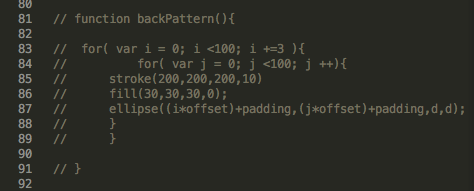 80
81 // function backPattern(){
82
83 //  for( var i = 0; i <100; i +=3 ){
84 //         for( var j = 0; j <100; j ++){
85 //     stroke(200,200,200,10)
86 //     fill(30,30,30,0);
87 //     ellipse((i*offset)+padding,(j*offset)+padding,d,d);
88 //     }
89 //     }
90
91 // }
92